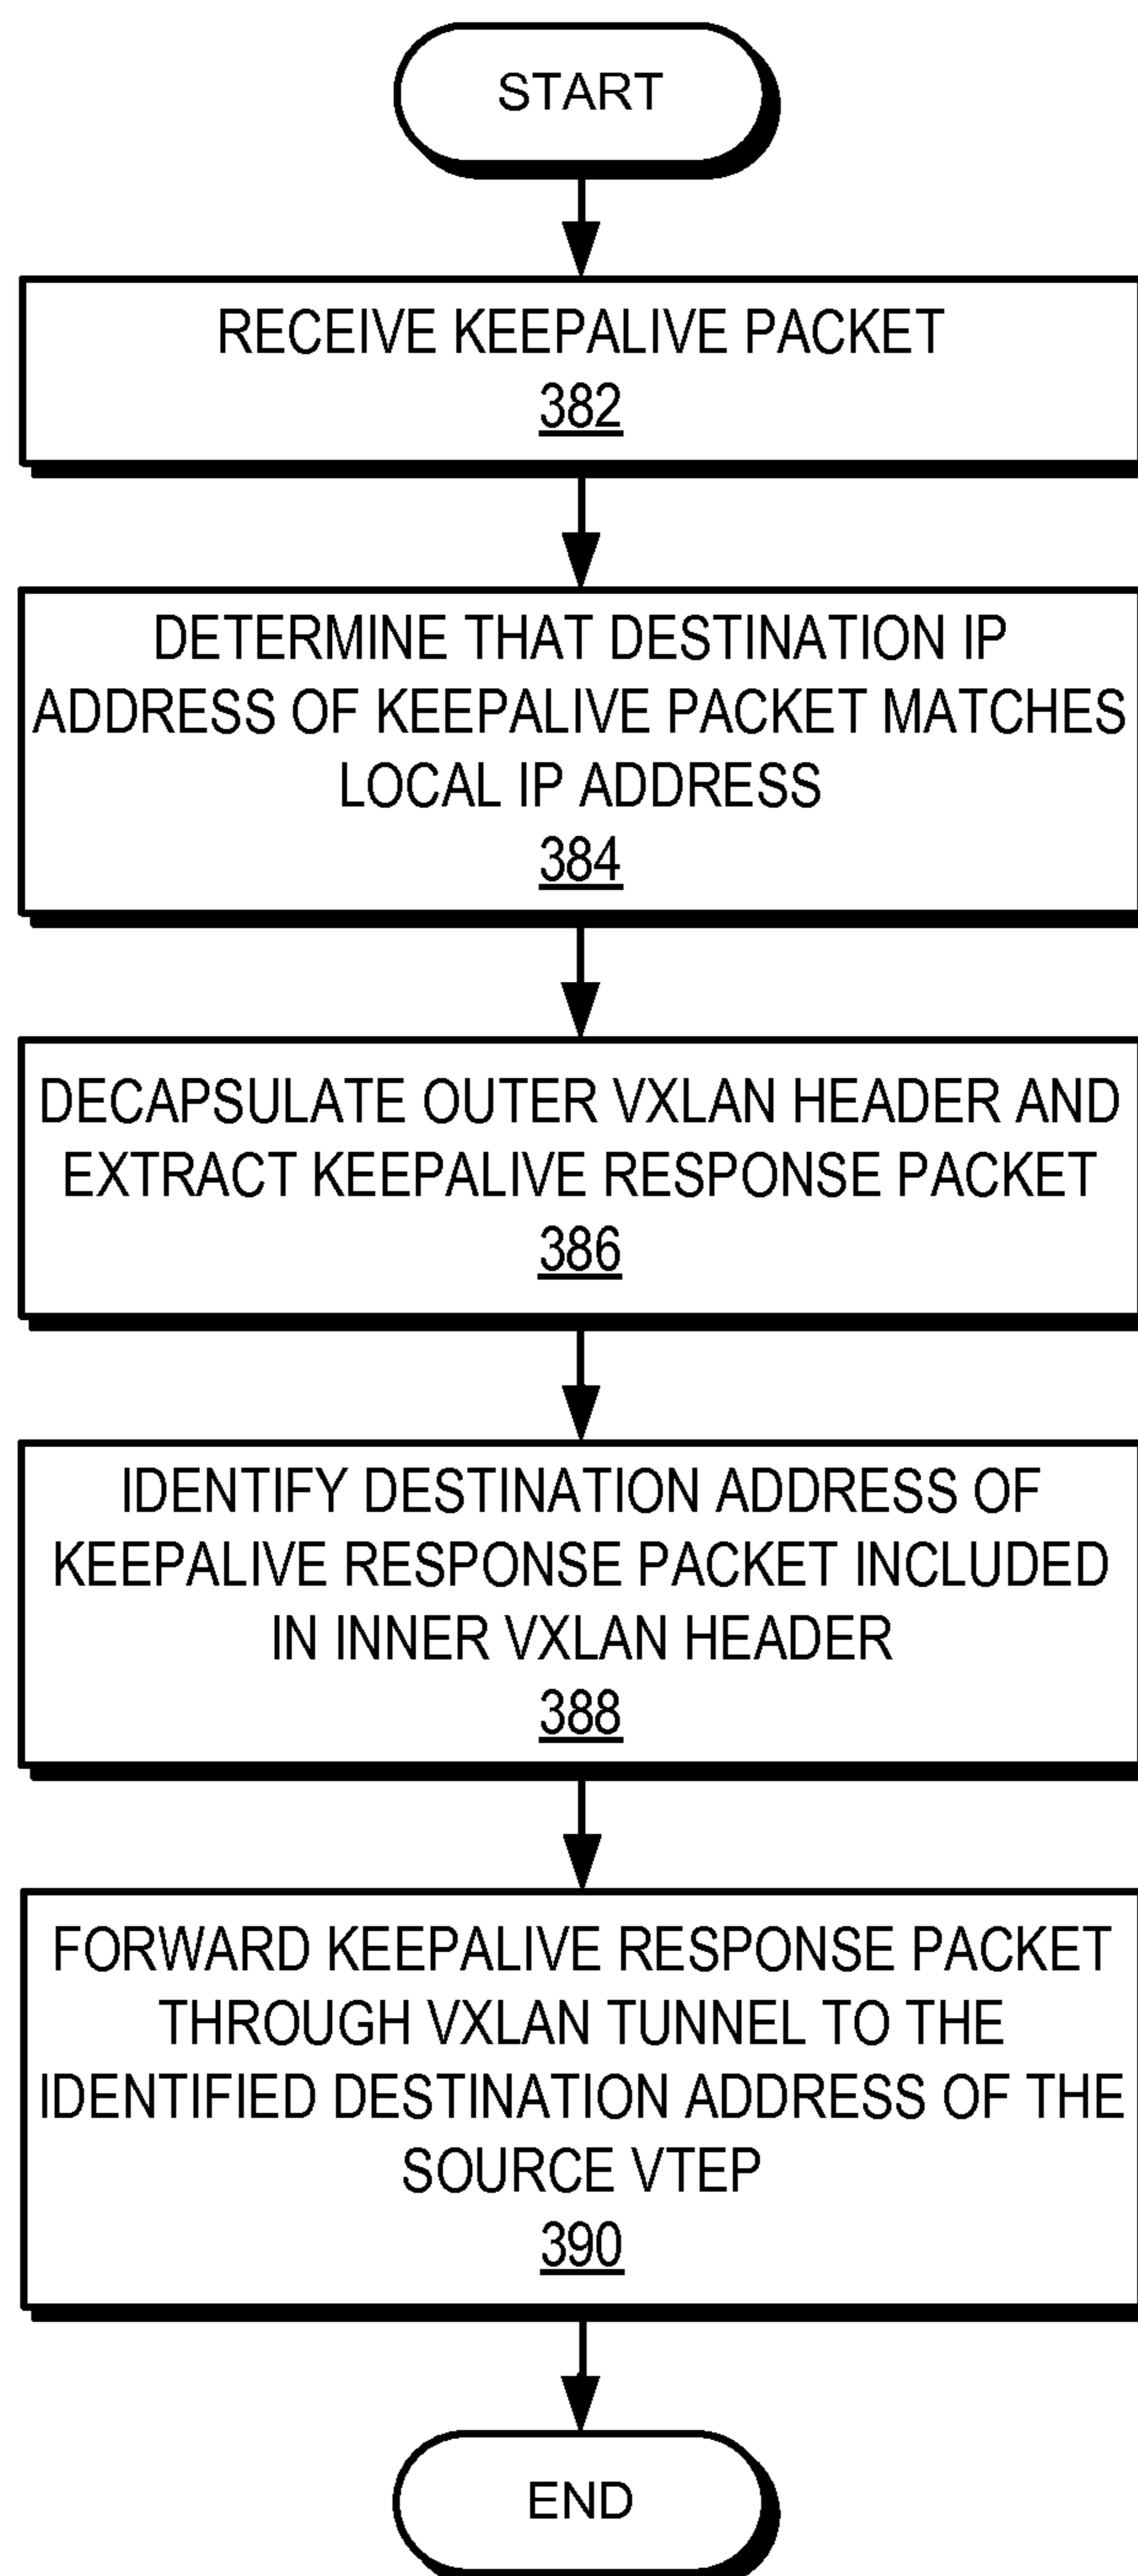 START
RECEIVE KEEPALIVE PACKET
382
DETERMINE THAT DESTINATION IP
ADDRESS OF KEEPALIVE PACKET MATCHES
LOCAL IP ADDRESS
384
DECAPSULATE OUTER VXLAN HEADER AND
EXTRACT KEEPALIVE RESPONSE PACKET
386
IDENTIFY DESTINATION ADDRESS OF
KEEPALIVE RESPONSE PACKET INCLUDED
IN INNER VXLAN HEADER
388
FORWARD KEEPALIVE RESPONSE PACKET
THROUGH VXLAN TUNNEL TO THE
IDENTIFIED DESTINATION ADDRESS OF THE
SOURCE VTEP
390
END